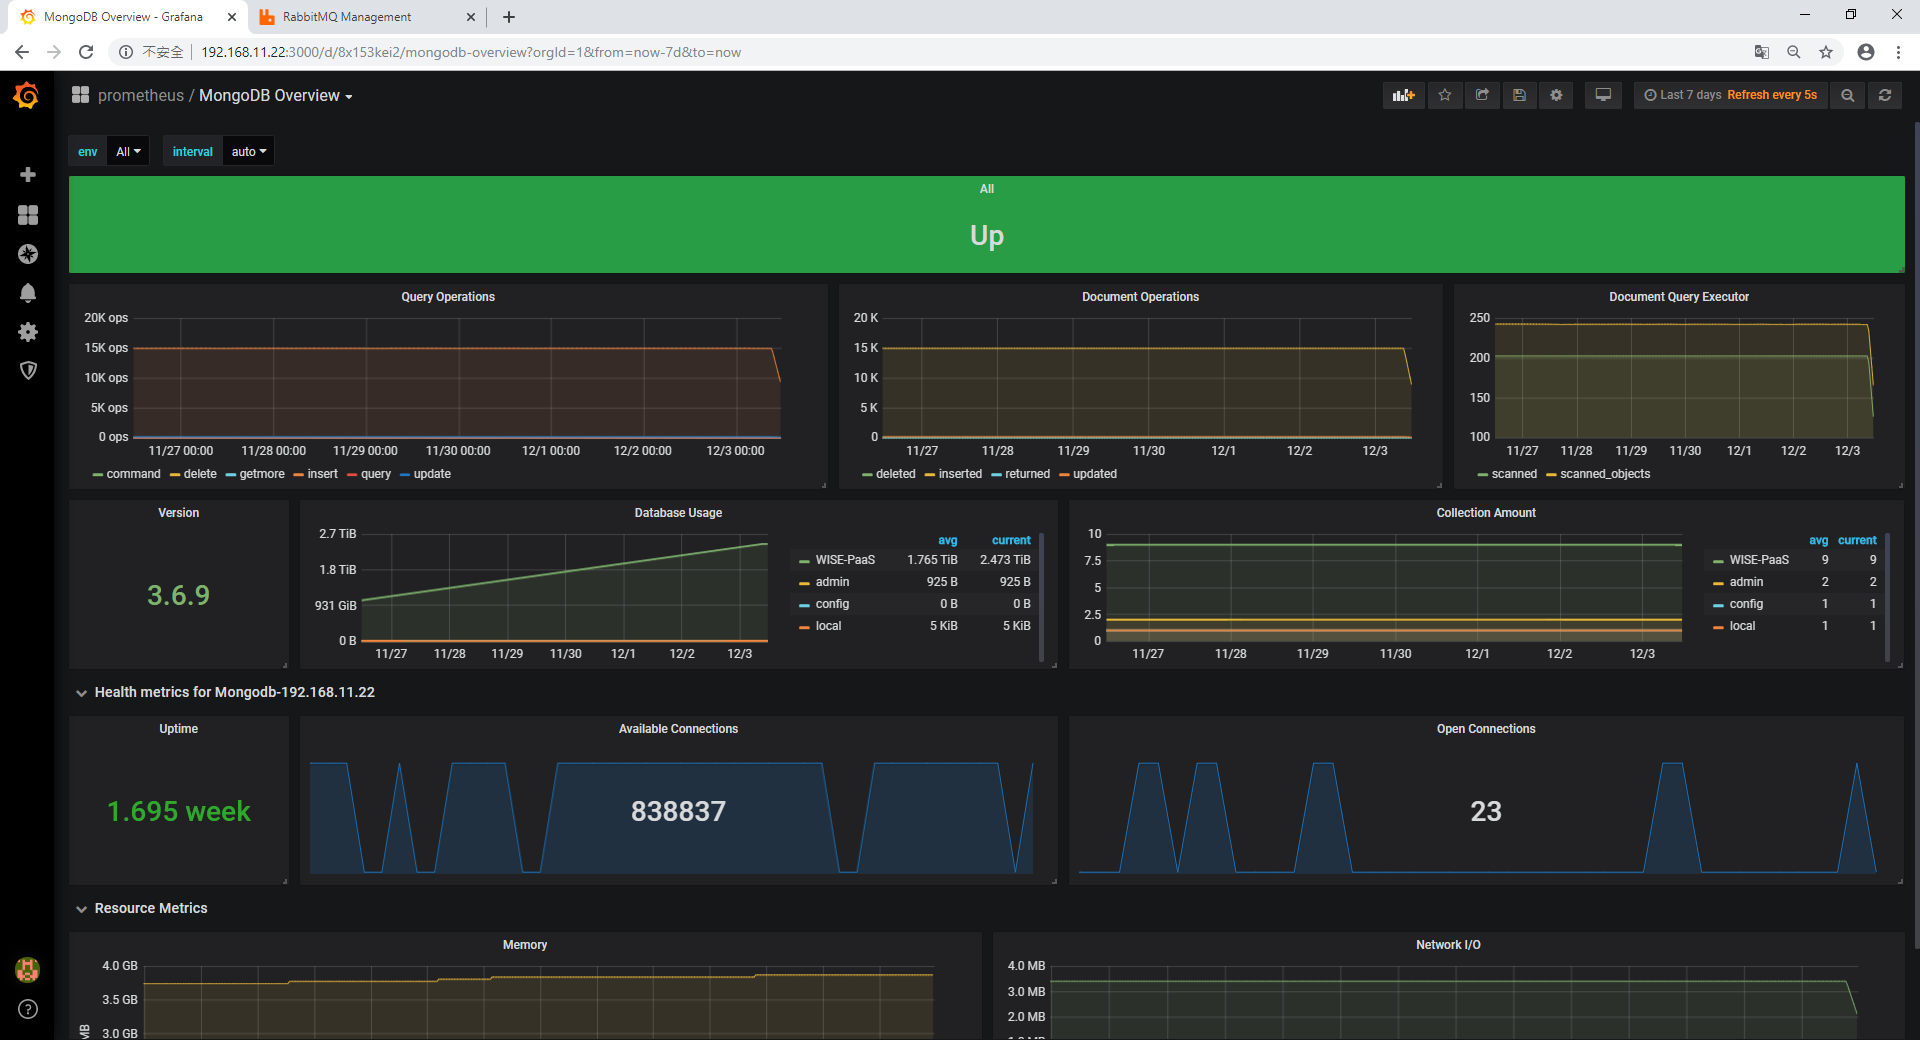 MongoDB Overview - Grafana
RabbitMQ Management
不安全
192.168.11.22:3000/d/8x153kei2/mongodb-overview?orgId=1&from=now-7d&to=now
prometheus / MongoDB Overview
Last 7 days Refresh every 5s
env All interval auto
All
Up
Query Operations
20K ops
15K ops
10K ops
5K ops
0 ops
11/27 00:00 11/28 00:00 11/29 00:00 11/30 00:00 12/1 00:00 12/2 00:00 12/3 00:00
command delete getmore insert query update
Document Operations
20 K
15 K
10 K
5 K
0
11/27 11/28 11/29 11/30 12/1 12/2 12/3
deleted inserted returned updated
Document Query Executor
250
200
150
100
11/27 11/28 11/29 11/30 12/1 12/2 12/3
scanned scanned_objects
Version
3.6.9
Database Usage
2.7 TiB
1.8 TiB
931 GiB
0 B
11/27 11/28 11/29 11/30 12/1 12/2 12/3
avg current
WISE-PaaS 1.765 TiB 2.473 TiB
admin 925 B 925 B
config 0 B 0 B
local 5 KiB 5 KiB
Collection Amount
10
7.5
5
2.5
0
11/27 11/28 11/29 11/30 12/1 12/2 12/3
avg current
WISE-PaaS 9 9
admin 2 2
config 1 1
local 1 1
Health metrics for Mongodb-192.168.11.22
Uptime
1.695 week
Available Connections
838837
Open Connections
23
Resource Metrics
Memory
4.0 GB
3.5 GB
3.0 GB
Network I/O
4.0 MB
3.0 MB
2.0 MB